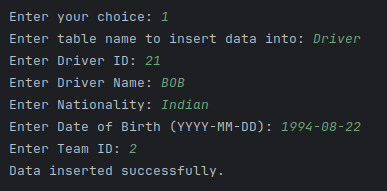 Enter your choice: 1
Enter table name to insert data into: Driver
Enter Driver ID: 21
Enter Driver Name: BOB
Enter Nationality: Indian
Enter Date of Birth (YYYY-MM-DD): 1994-08-22
Enter Team ID: 2
Data inserted successfully.